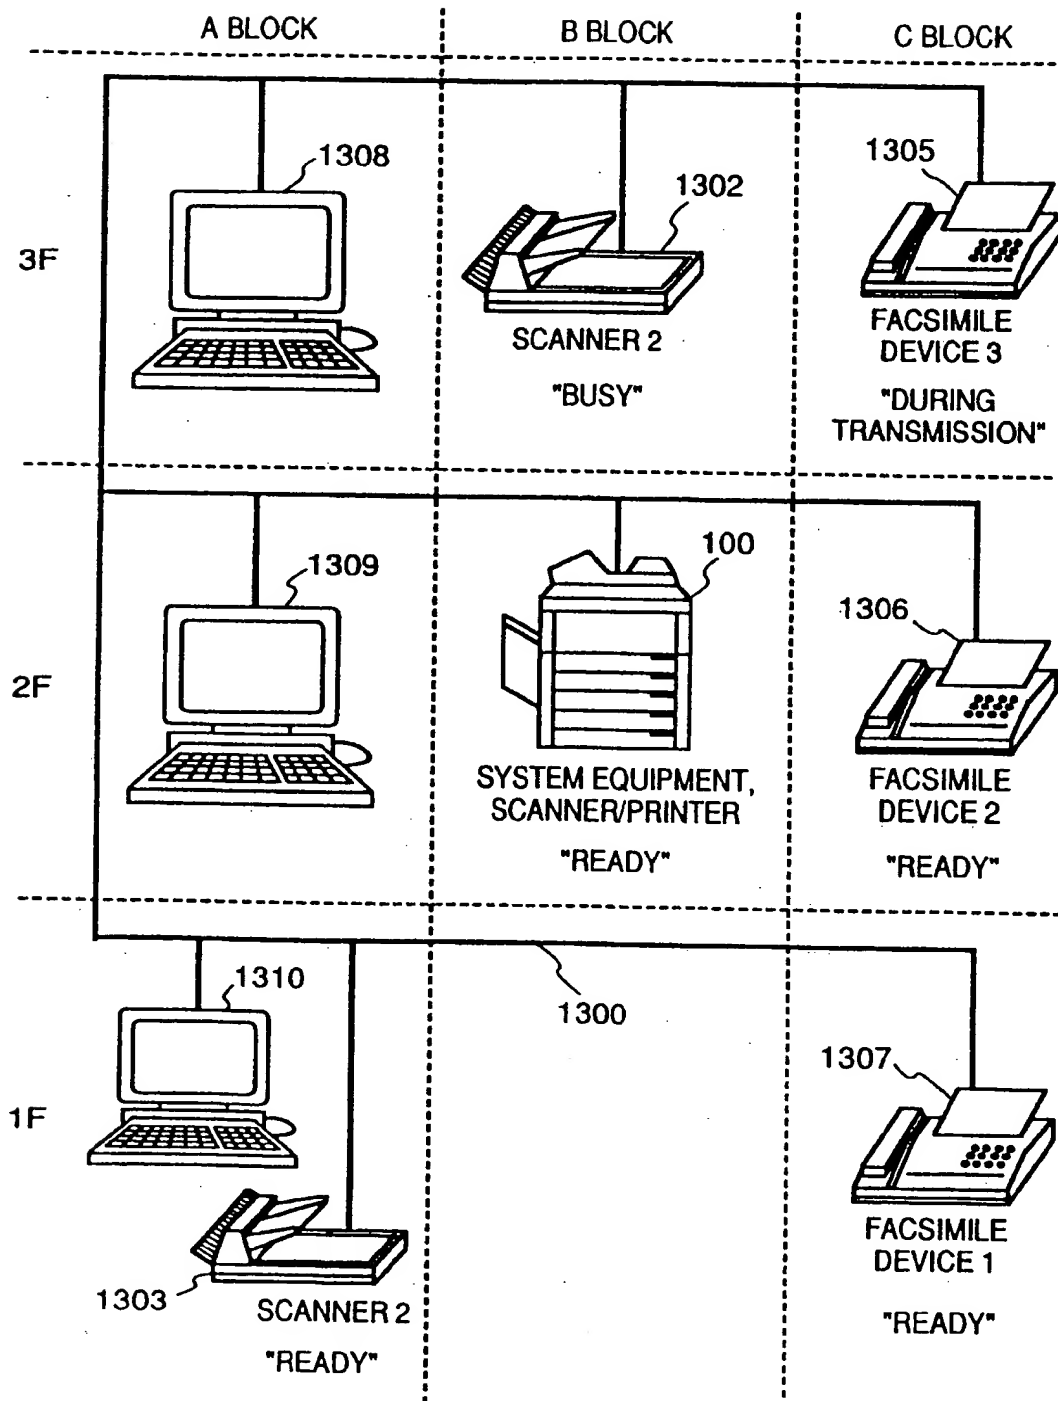 A BLOCK
B BLOCK
C BLOCK
3F
1308
1302
SCANNER 2
"BUSY"
1305
FACSIMILE
DEVICE 3
"DURING
TRANSMISSION"
2F
1309
100
SYSTEM EQUIPMENT,
SCANNER/PRINTER
"READY"
1306
FACSIMILE
DEVICE 2
"READY"
1F
1310
1303
SCANNER 2
"READY"
1300
1307
FACSIMILE
DEVICE 1
"READY"